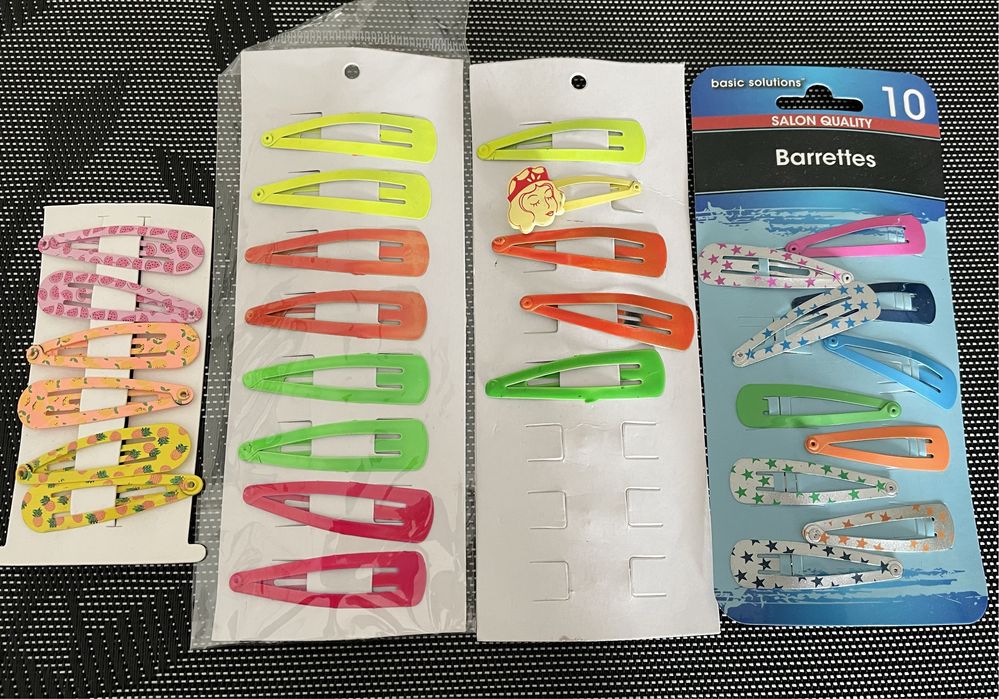 basic solutions™
10
SALON QUALITY
Barrettes